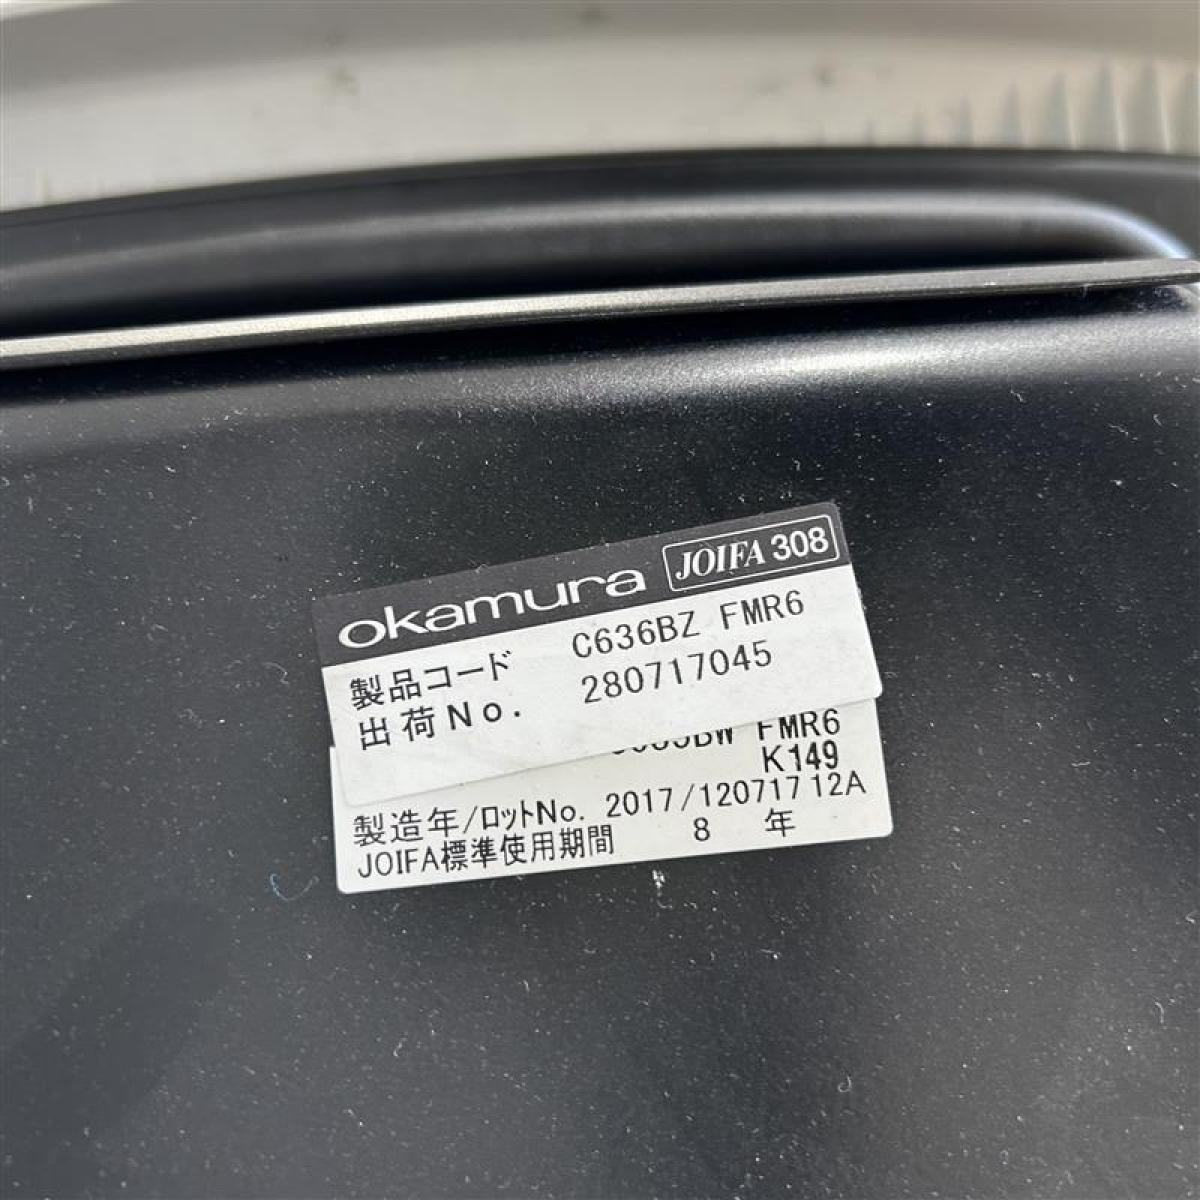 okamura JOIFA 308
製品コード C636BZ FMR6
出荷No. 280717045
FMR6
K149
製造年/ロットNo. 2017/12071712A
JOIFA標準使用期間 8 年